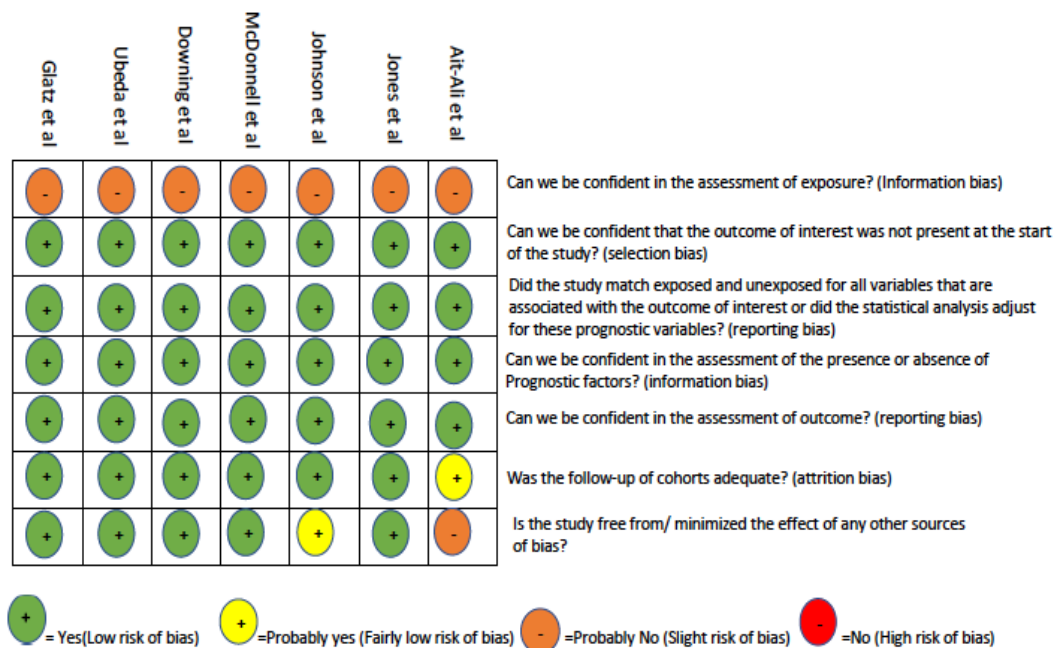 Glatz et al
Ubeda et al
Downing et al
McDonnell et al
Johnson et al
Jones et al
Ait-Ali et al
- - - - - - -
Can we be confident in the assessment of exposure? (Information bias)
+ + + + + + +
Can we be confident that the outcome of interest was not present at the start
of the study? (selection bias)
+ + + + + + +
Did the study match exposed and unexposed for all variables that are
associated with the outcome of interest or did the statistical analysis adjust
for these prognostic variables? (reporting bias)
+ + + + + + +
Can we be confident in the assessment of the presence or absence of
Prognostic factors? (information bias)
+ + + + + + +
Can we be confident in the assessment of outcome? (reporting bias)
+ + + + + + +
Was the follow-up of cohorts adequate? (attrition bias)
+ + + + + + -
Is the study free from/ minimized the effect of any other sources
of bias?
+ = Yes(Low risk of bias) + =Probably yes (Fairly low risk of bias) - =Probably No (Slight risk of bias) - =No (High risk of bias)